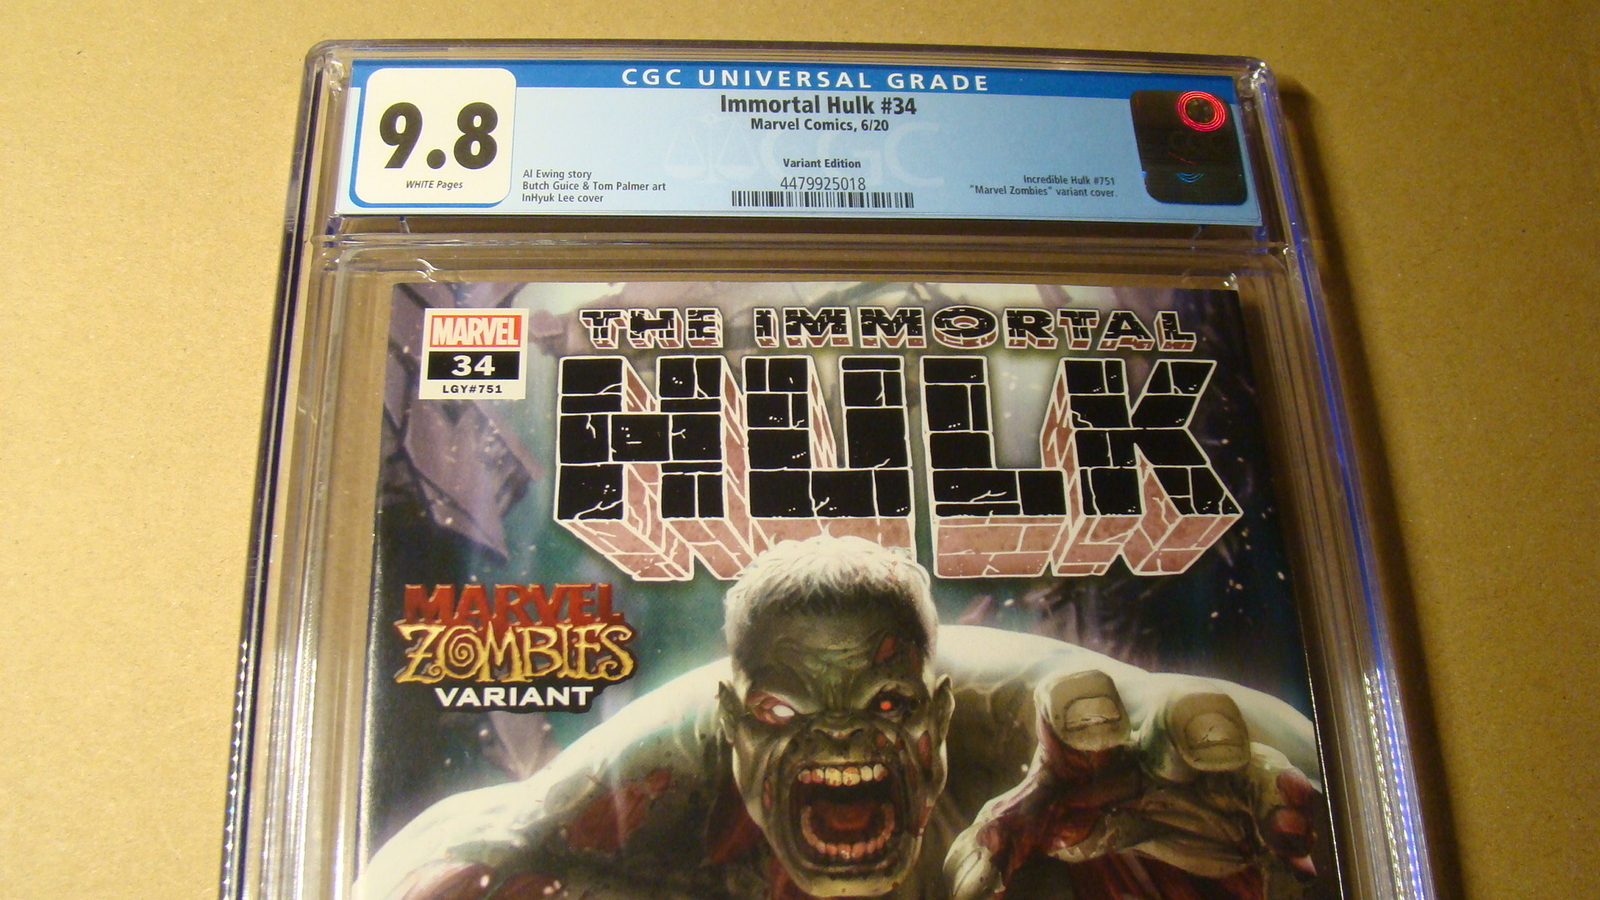 CGC UNIVERSAL GRADE
9.8
WHITE Pages
Immortal Hulk #34
Marvel Comics, 6/20
Variant Edition
4479925018
Al Ewing story
Butch Guice & Tom Palmer art
InHyuk Lee cover
Incredible Hulk #751
"Marvel Zombies" variant cover.
CGC
MARVEL
34
LGY#751
THE IMMORTAL
HULK
MARVEL
ZOMBIES
VARIANT